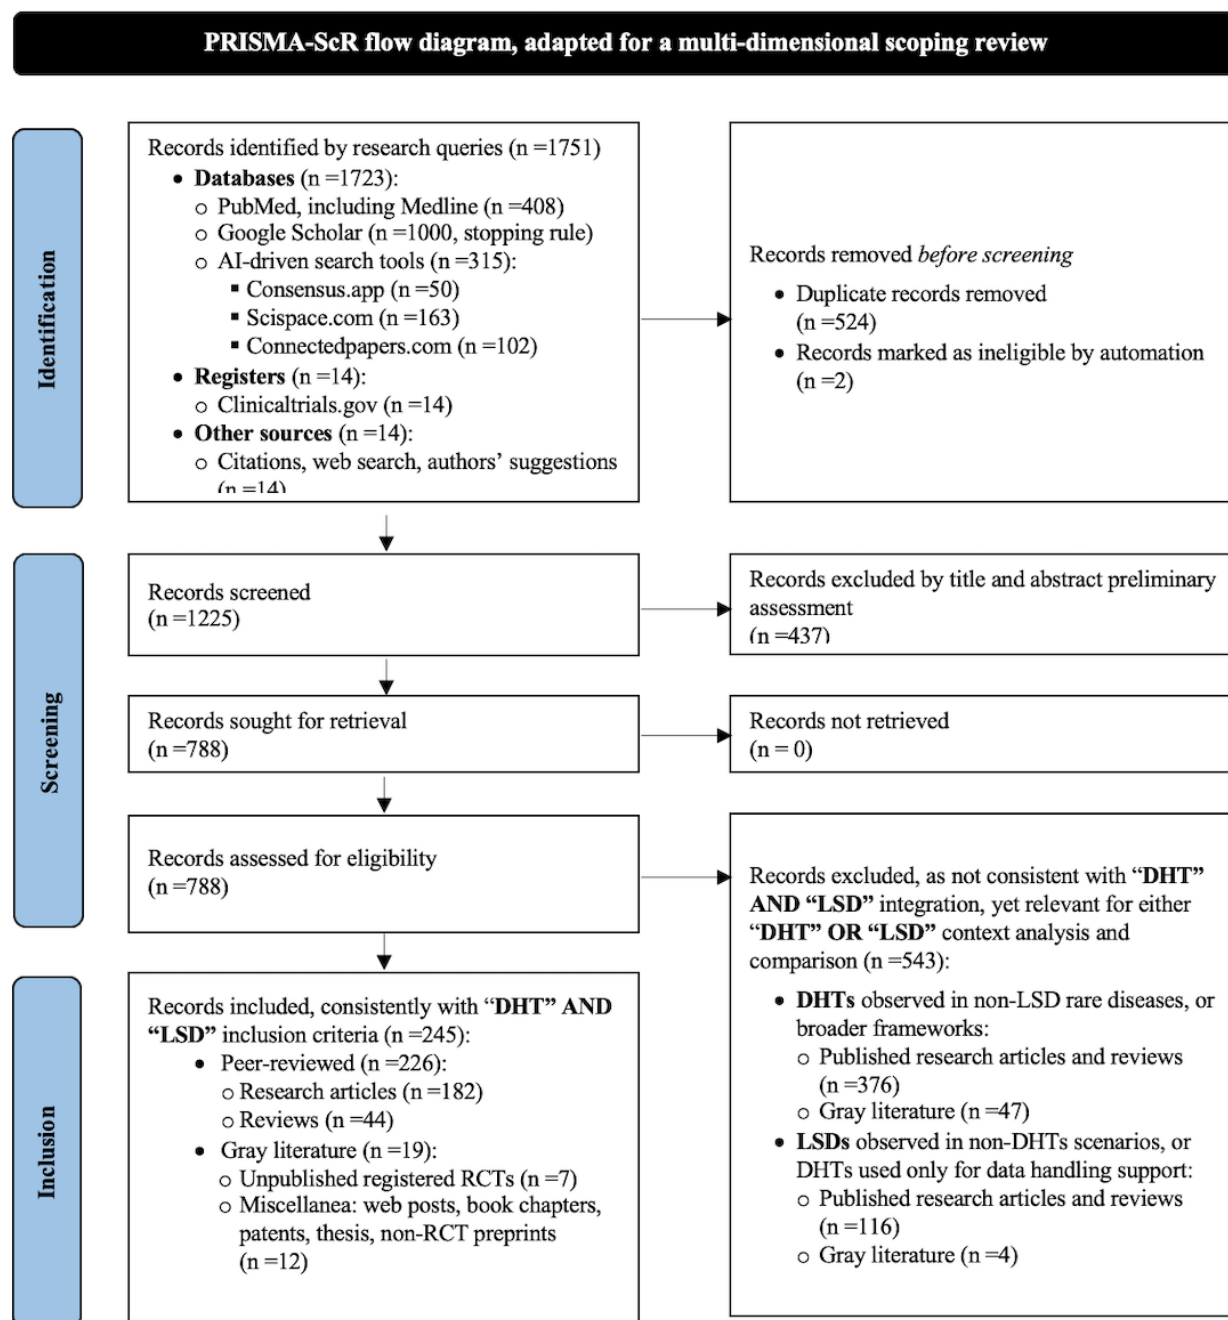 PRISMA-ScR flow diagram, adapted for a multi-dimensional scoping review
Identification
Records identified by research queries (n =1751)
• Databases (n =1723):
○ PubMed, including Medline (n =408)
○ Google Scholar (n =1000, stopping rule)
○ AI-driven search tools (n =315):
▪ Consensus.app (n =50)
▪ Scispace.com (n =163)
▪ Connectedpapers.com (n =102)
• Registers (n =14):
○ Clinicaltrials.gov (n =14)
• Other sources (n =14):
○ Citations, web search, authors’ suggestions
(n =14)
Records removed before screening
• Duplicate records removed
(n =524)
• Records marked as ineligible by automation
(n =2)
Screening
Records screened
(n =1225)
Records excluded by title and abstract preliminary
assessment
(n =437)
Records sought for retrieval
(n =788)
Records not retrieved
(n = 0)
Records assessed for eligibility
(n =788)
Records excluded, as not consistent with “DHT”
AND “LSD” integration, yet relevant for either
“DHT” OR “LSD” context analysis and
comparison (n =543):
• DHTs observed in non-LSD rare diseases, or
broader frameworks:
○ Published research articles and reviews
(n =376)
○ Gray literature (n =47)
• LSDs observed in non-DHTs scenarios, or
DHTs used only for data handling support:
○ Published research articles and reviews
(n =116)
○ Gray literature (n =4)
Inclusion
Records included, consistently with “DHT” AND
“LSD” inclusion criteria (n =245):
• Peer-reviewed (n =226):
○ Research articles (n =182)
○ Reviews (n =44)
• Gray literature (n =19):
○ Unpublished registered RCTs (n =7)
○ Miscellanea: web posts, book chapters,
patents, thesis, non-RCT preprints
(n =12)